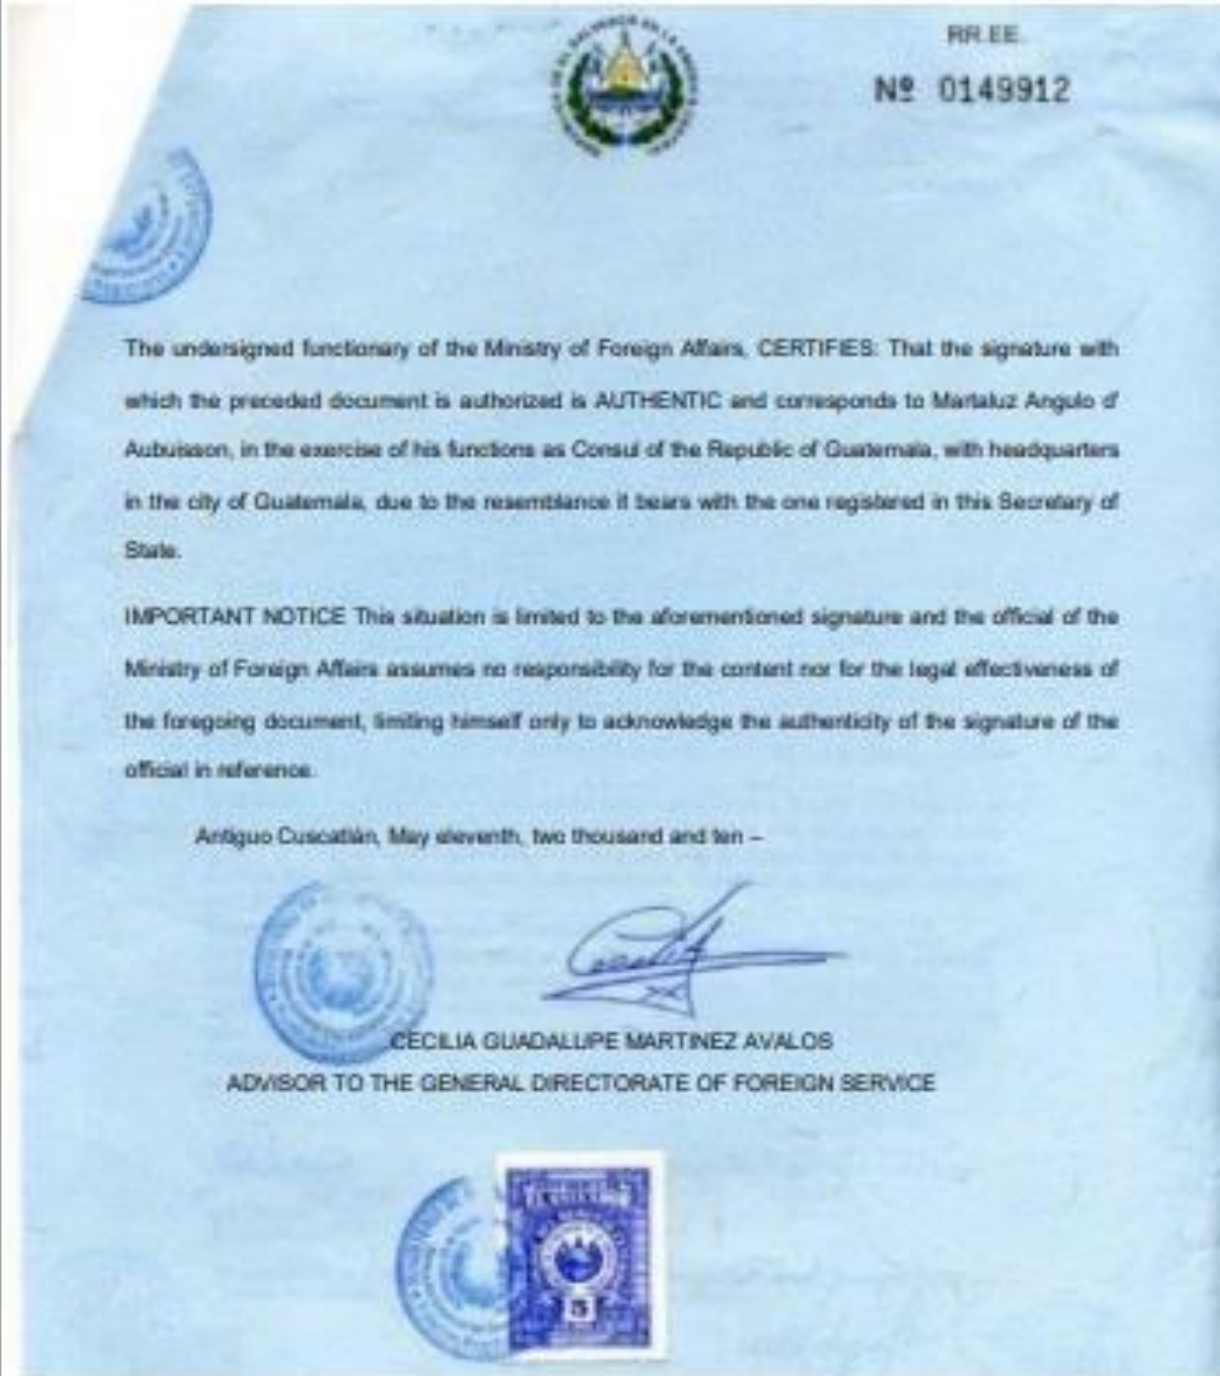 RR.EE.
Nº 0149912
The undersigned functionary of the Ministry of Foreign Affairs, CERTIFIES: That the signature with
which the preceded document is authorized is AUTHENTIC and corresponds to Martaluz Angulo d'
Aubuisson, in the exercise of his functions as Consul of the Republic of Guatemala, with headquarters
in the city of Guatemala, due to the resemblance it bears with the one registered in this Secretary of
State.
IMPORTANT NOTICE This situation is limited to the aforementioned signature and the official of the
Ministry of Foreign Affairs assumes no responsibility for the content nor for the legal effectiveness of
the foregoing document, limiting himself only to acknowledge the authenticity of the signature of the
official in reference.
Antiguo Cuscatlán, May eleventh, two thousand and ten –
CECILIA GUADALUPE MARTINEZ AVALOS
ADVISOR TO THE GENERAL DIRECTORATE OF FOREIGN SERVICE
5